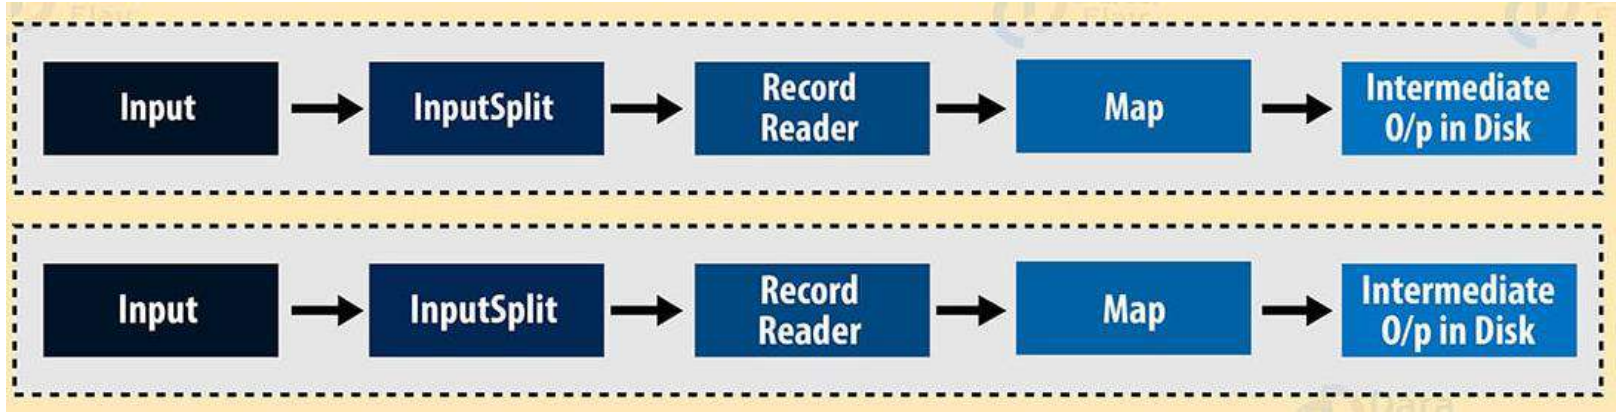 Input
InputSplit
Record
Reader
Map
Intermediate
O/p in Disk
Input
InputSplit
Record
Reader
Map
Intermediate
O/p in Disk